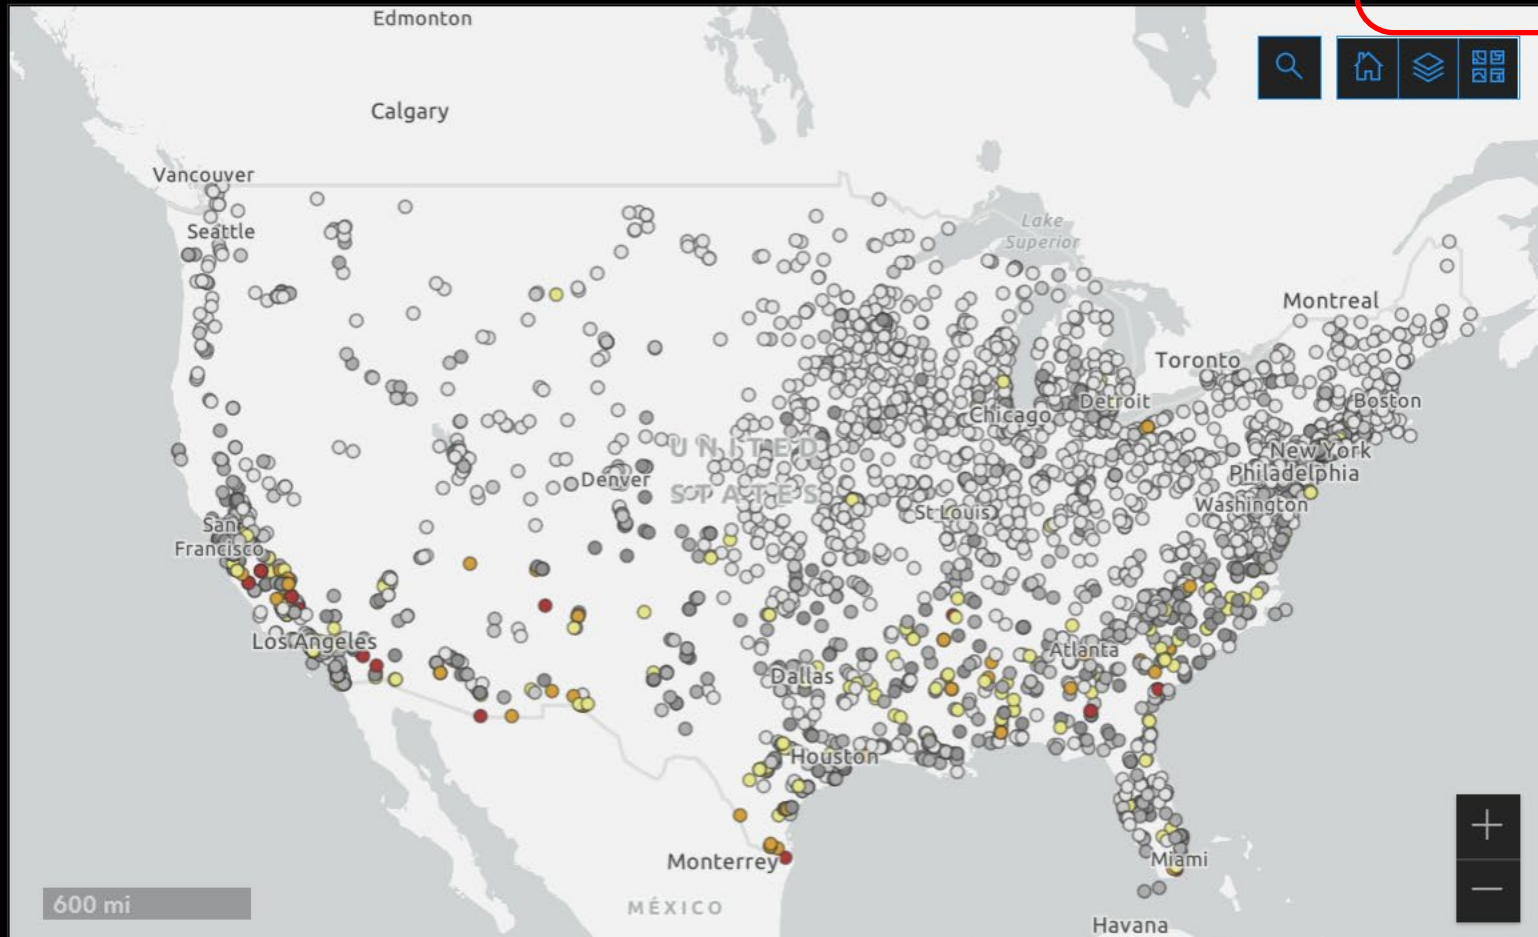 Edmonton
Calgary
Vancouver
Seattle
Lake
Superior
Montreal
Toronto
Boston
Detroit
Chicago
New York
UNITED
STATES
Philadelphia
Denver
Washington
St Louis
San
Francisco
Los Angeles
Atlanta
Dallas
Houston
Monterrey
Miami
MÉXICO
600 mi
Havana